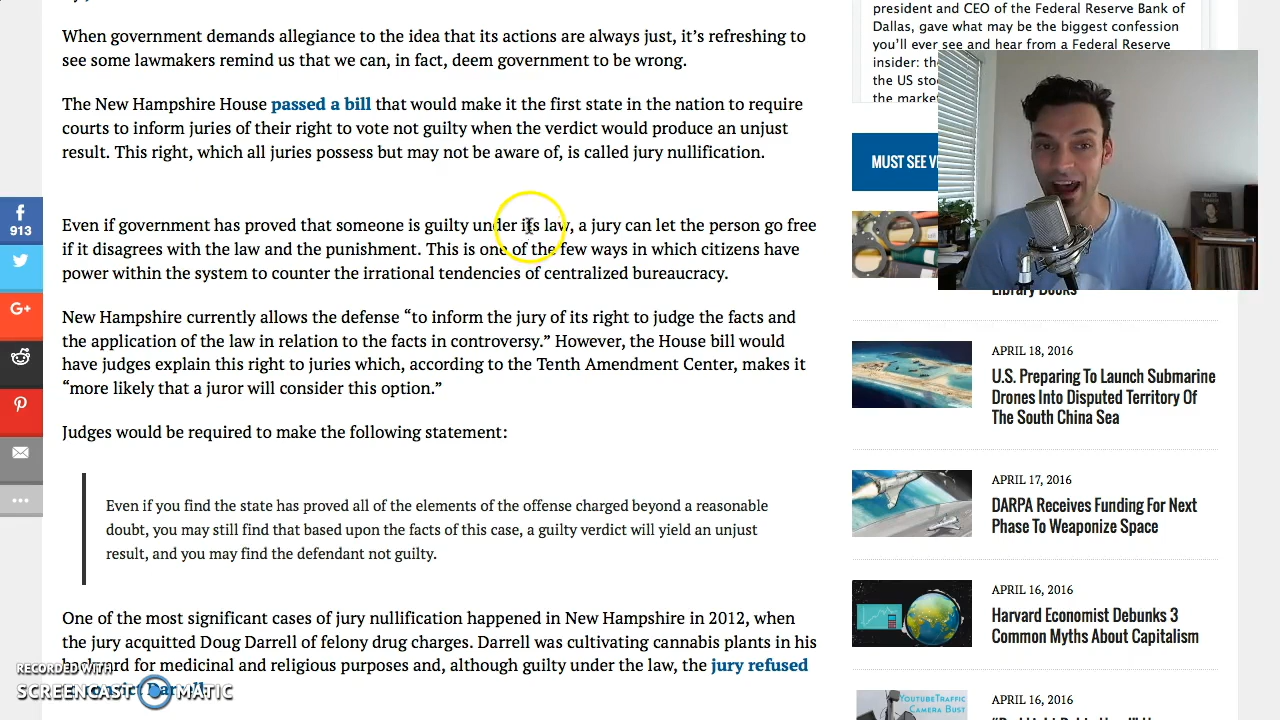 When government demands allegiance to the idea that its actions are always just, it's refreshing to
see some lawmakers remind us that we can, in fact, deem government to be wrong.
The New Hampshire House passed a bill that would make it the first state in the nation to require
courts to inform juries of their right to vote not guilty when the verdict would produce an unjust
result. This right, which all juries possess but may not be aware of, is called jury nullification.
Even if government has proved that someone is guilty under its law, a jury can let the person go free
if it disagrees with the law and the punishment. This is one of the few ways in which citizens have
power within the system to counter the irrational tendencies of centralized bureaucracy.
New Hampshire currently allows the defense “to inform the jury of its right to judge the facts and
the application of the law in relation to the facts in controversy.” However, the House bill would
have judges explain this right to juries which, according to the Tenth Amendment Center, makes it
“more likely that a juror will consider this option.”
Judges would be required to make the following statement:
Even if you find the state has proved all of the elements of the offense charged beyond a reasonable
doubt, you may still find that based upon the facts of this case, a guilty verdict will yield an unjust
result, and you may find the defendant not guilty.
One of the most significant cases of jury nullification happened in New Hampshire in 2012, when
the jury acquitted Doug Darrell of felony drug charges. Darrell was cultivating cannabis plants in his
for medicinal and religious purposes and, although guilty under the law, the jury refused
913
G+
RECORDED WITH
SCREENCAST MATIC
president and CEO of the Federal Reserve Bank of
Dallas, gave what may be the biggest confession
you'll ever see and hear from a Federal Reserve
insider:
the US
the
MUST SEE
Library Books
APRIL 18, 2016
U.S. Preparing To Launch Submarine
Drones Into Disputed Territory Of
The South China Sea
APRIL 17, 2016
DARPA Receives Funding For Next
Phase To Weaponize Space
APRIL 16, 2016
Harvard Economist Debunks 3
Common Myths About Capitalism
APRIL 16, 2016
YOUTUBE TRAFFIC
CAMERA BUST